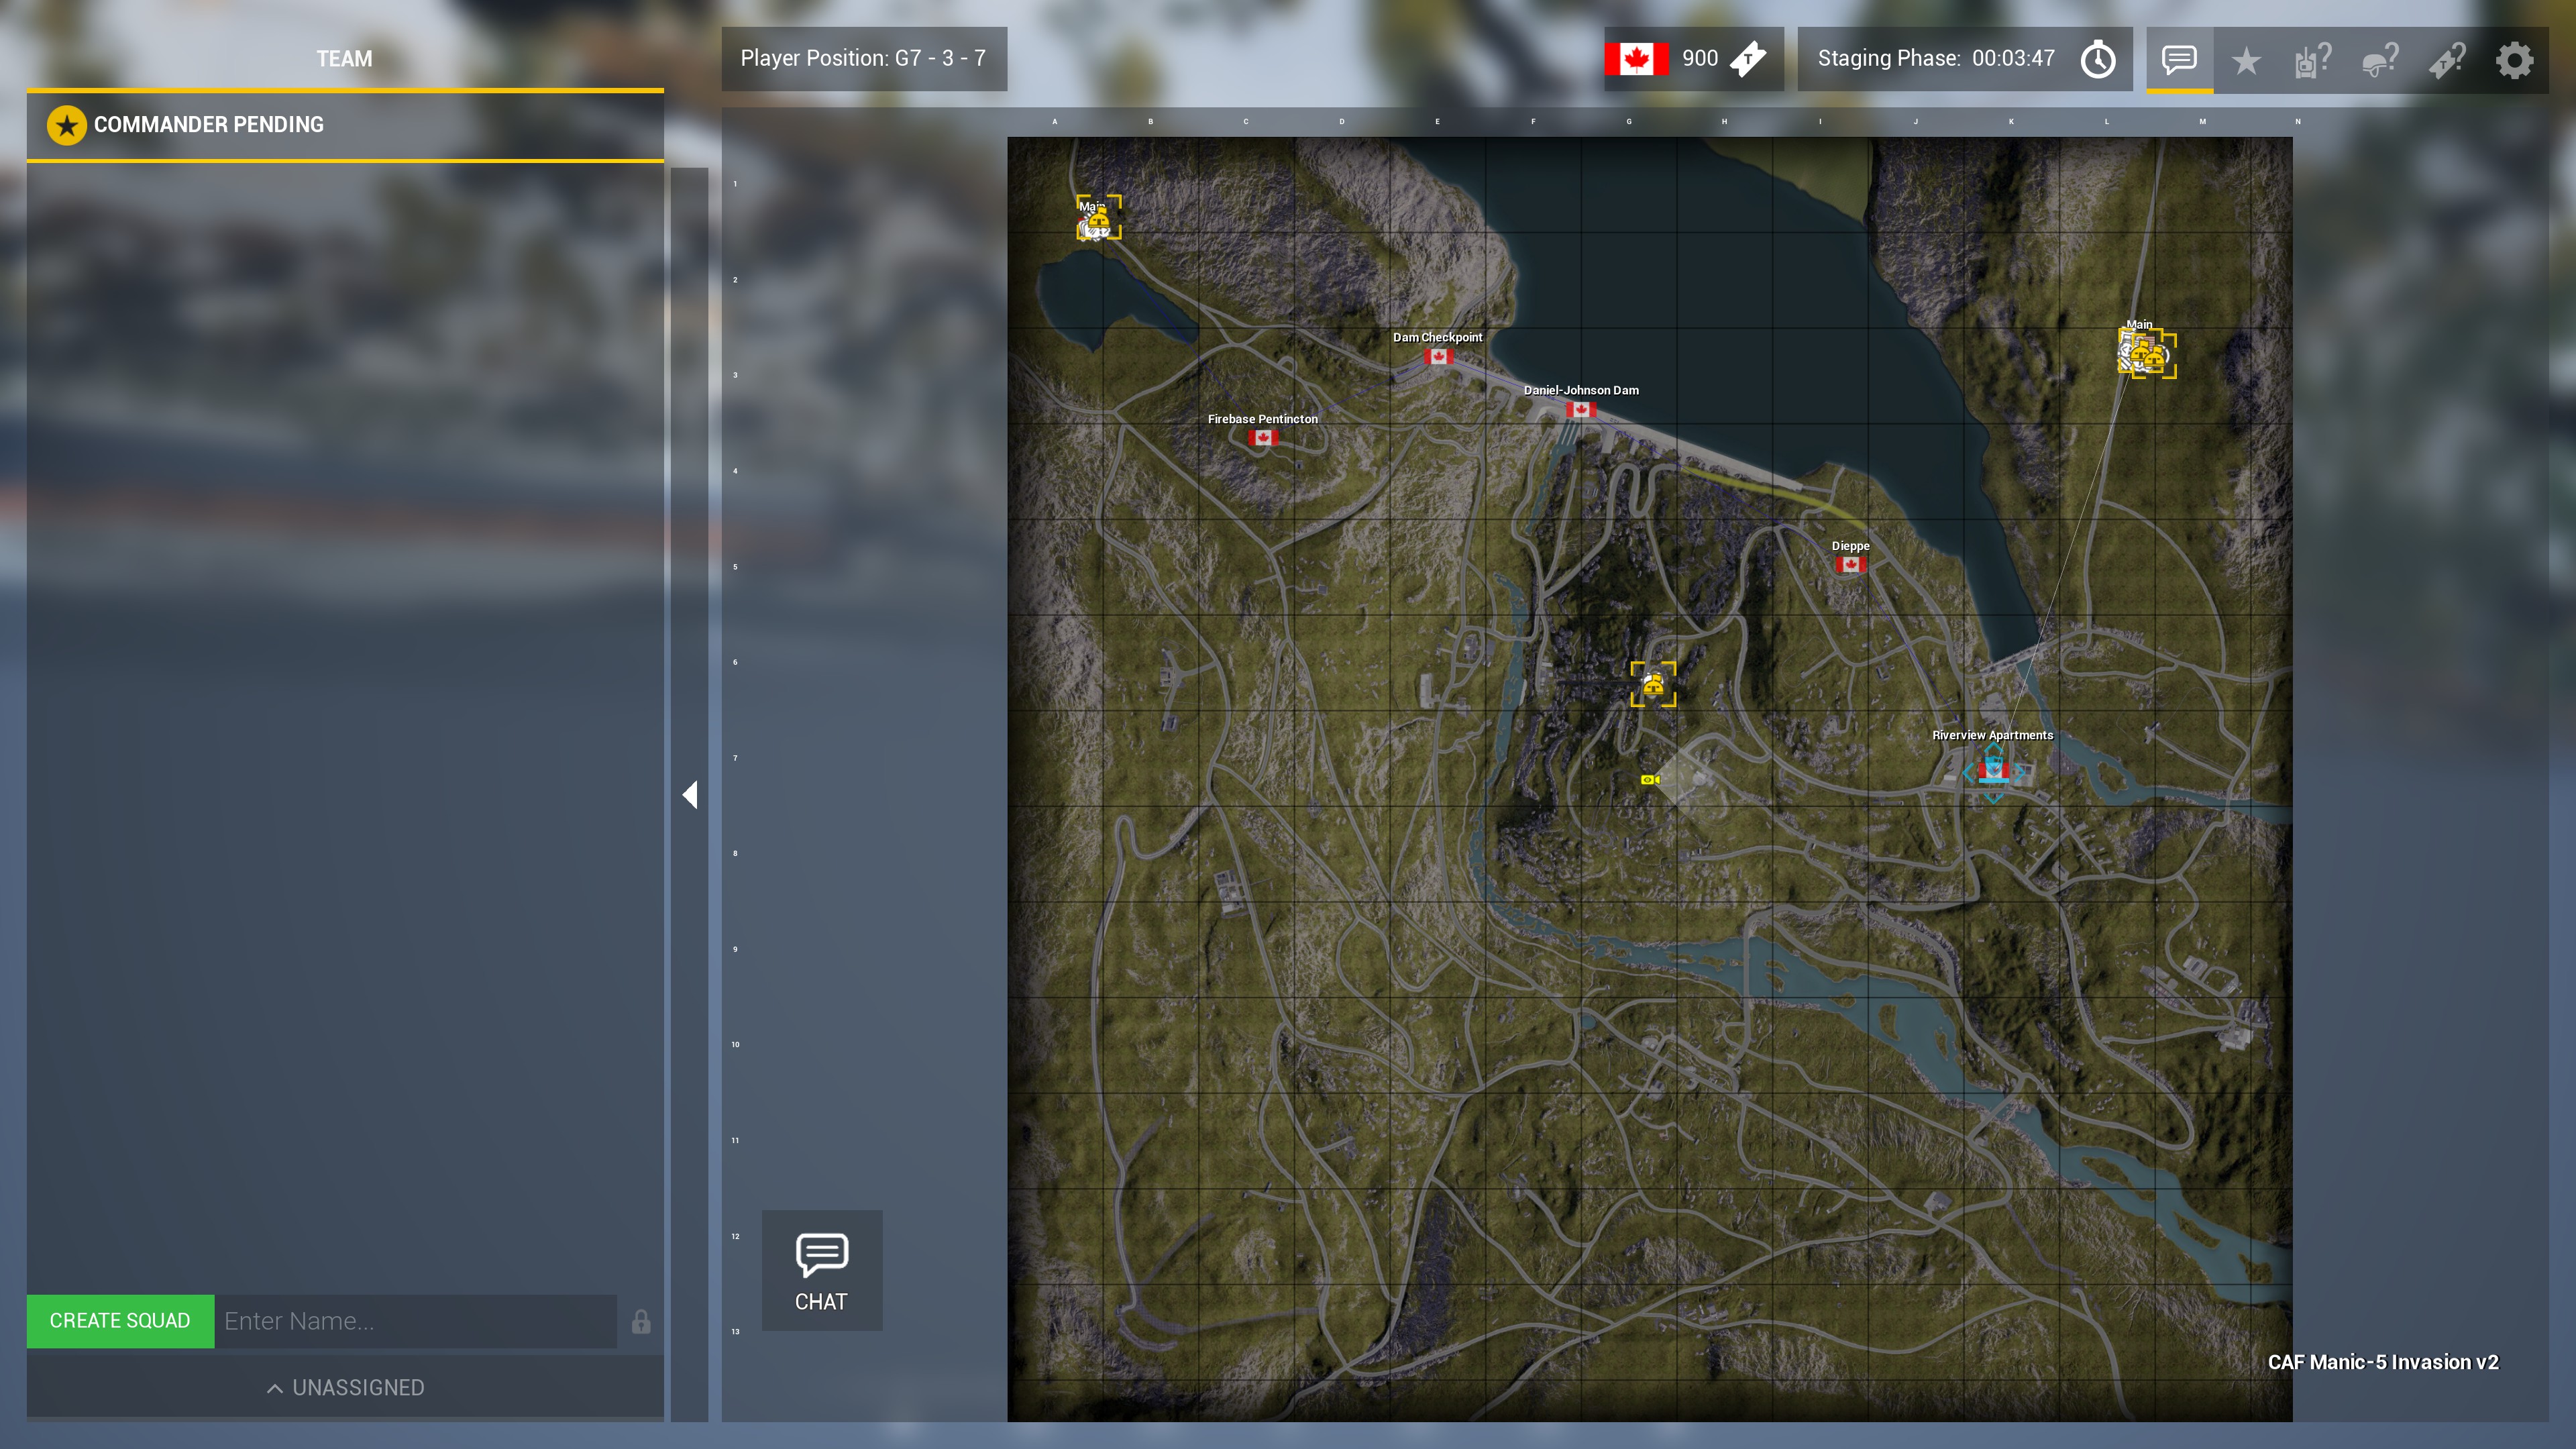 TEAM
Player Position: G7 - 3 - 7
900
T
Staging Phase: 00:03:47
?
?
T
?
COMMANDER PENDING
A B C D E F G H I J K L M N
1
Main
2
Main
Dam Checkpoint
3
Daniel-Johnson Dam
Firebase Pentincton
4
Dieppe
5
6
Riverview Apartments
7
8
9
10
11
12
CHAT
CREATE SQUAD
Enter Name...
13
CAF Manic-5 Invasion v2
UNASSIGNED